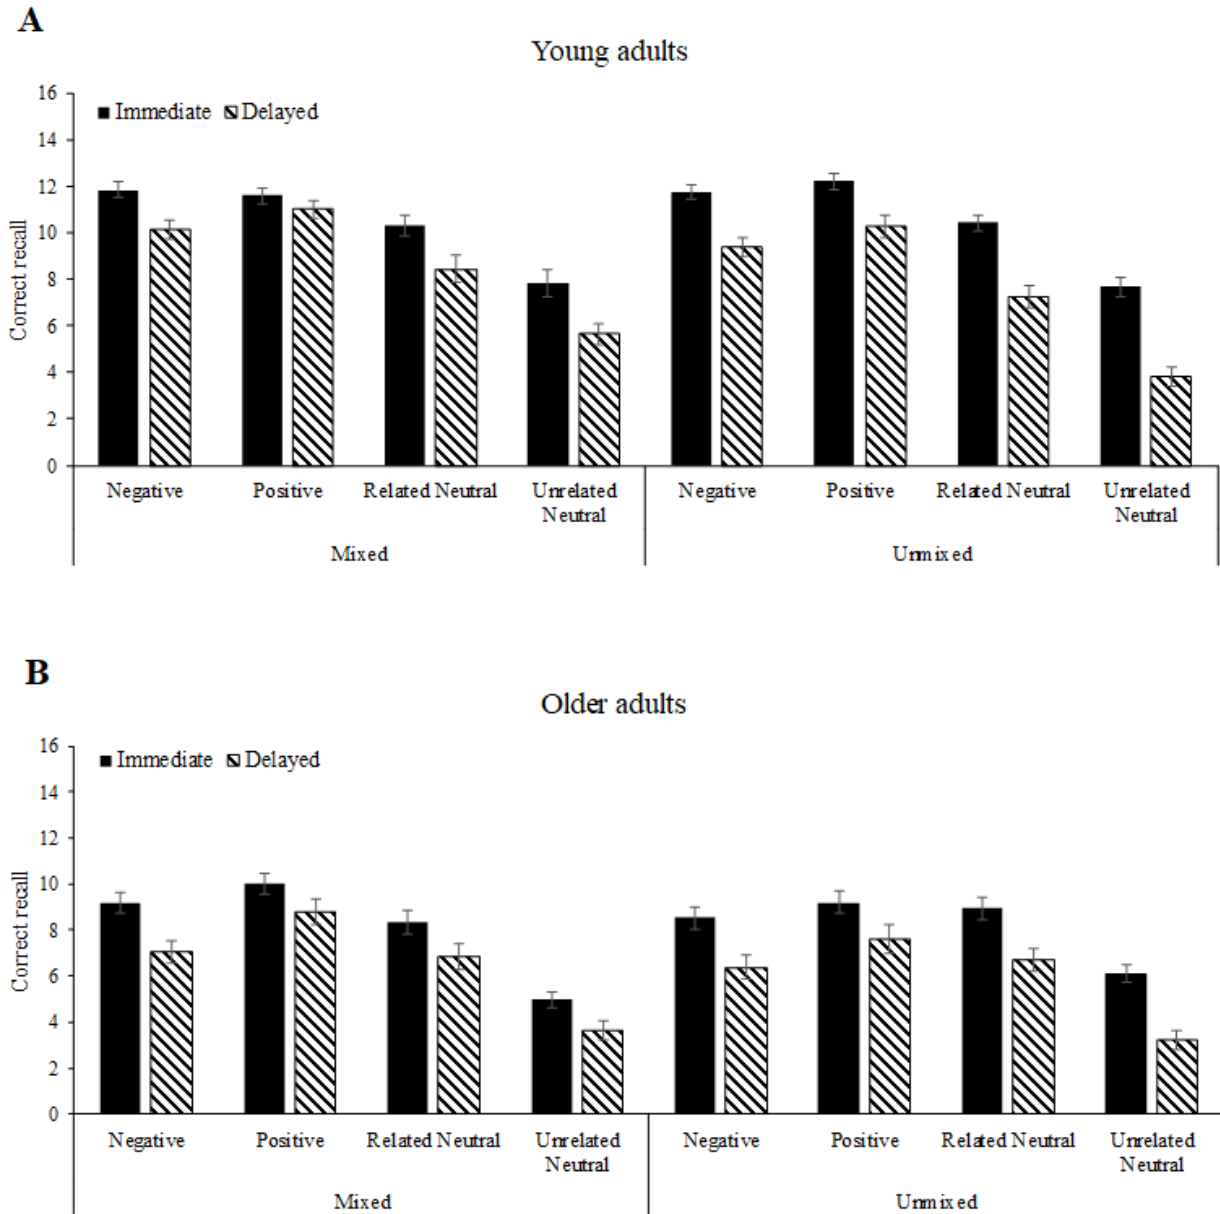 A
Young adults
Correct recall
16
14
12
10
8
6
4
2
0
Immediate Delayed
Negative Positive Related Neutral Unrelated Neutral Negative Positive Related Neutral Unrelated Neutral
Mixed Unmixed
B
Older adults
Correct recall
16
14
12
10
8
6
4
2
0
Immediate Delayed
Negative Positive Related Neutral Unrelated Neutral Negative Positive Related Neutral Unrelated Neutral
Mixed Unmixed